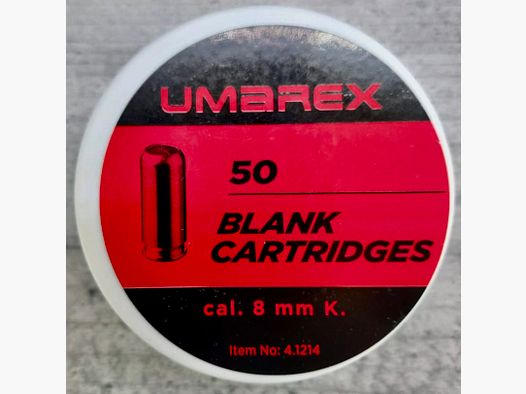 UMAREX
50
BLANK
CARTRIDGES
cal. 8 mm K.
Item No: 4.1214